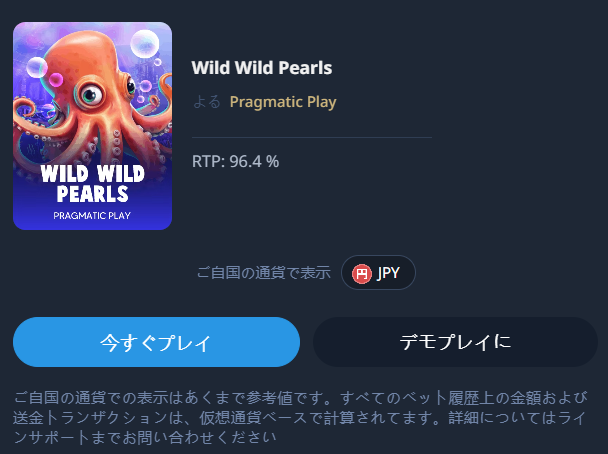 WILD WILD
PEARLS
PRAGMATIC PLAY
Wild Wild Pearls
よる Pragmatic Play
RTP: 96.4 %
ご自国の通貨で表示 円 JPY
今すぐプレイ
デモプレイに
ご自国の通貨での表示はあくまで参考値です。すべてのベット履歴上の金額および
送金トランザクションは、仮想通貨ベースで計算されてます。詳細についてはライ
ンサポートまでお問い合わせください